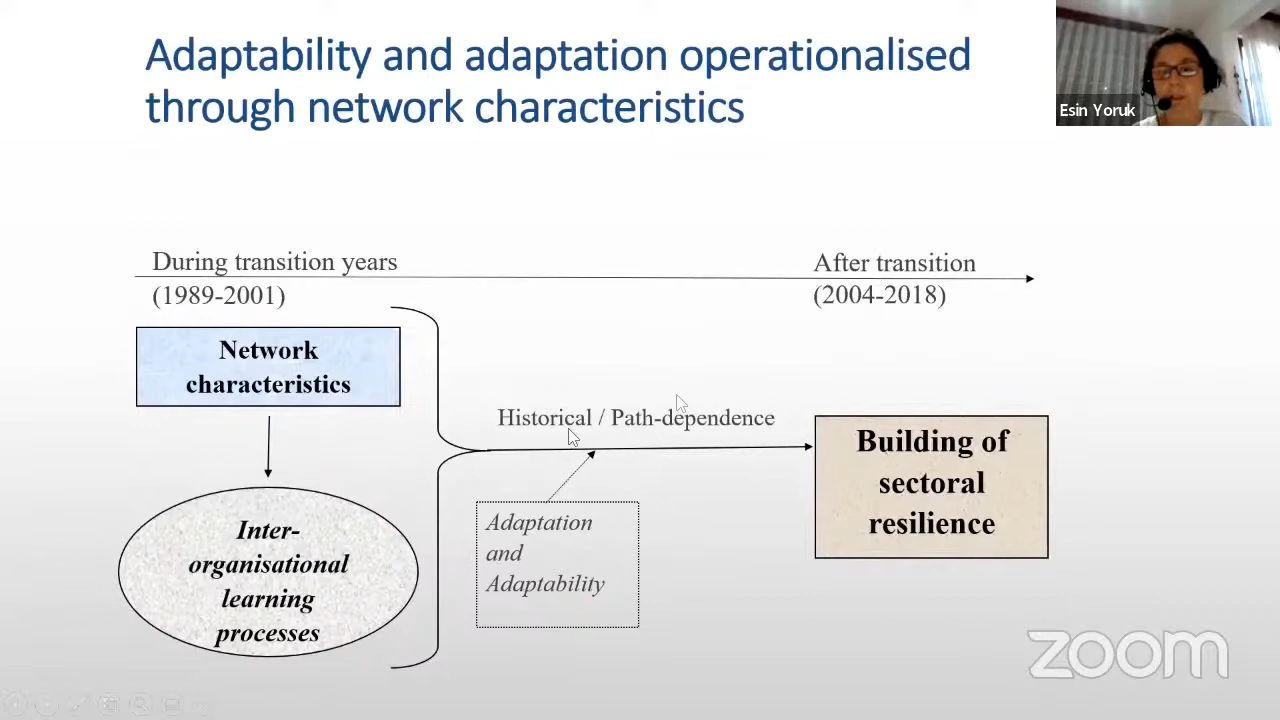 Adaptability and adaptation operationalised
through network characteristics
Esin Yoruk
During transition years
(1989-2001)
After transition
(2004-2018)
Network
characteristics
Historical / Path-dependence
Building of
sectoral
resilience
Adaptation
and
Adaptability
Inter-
organisational
learning
processes
zoom